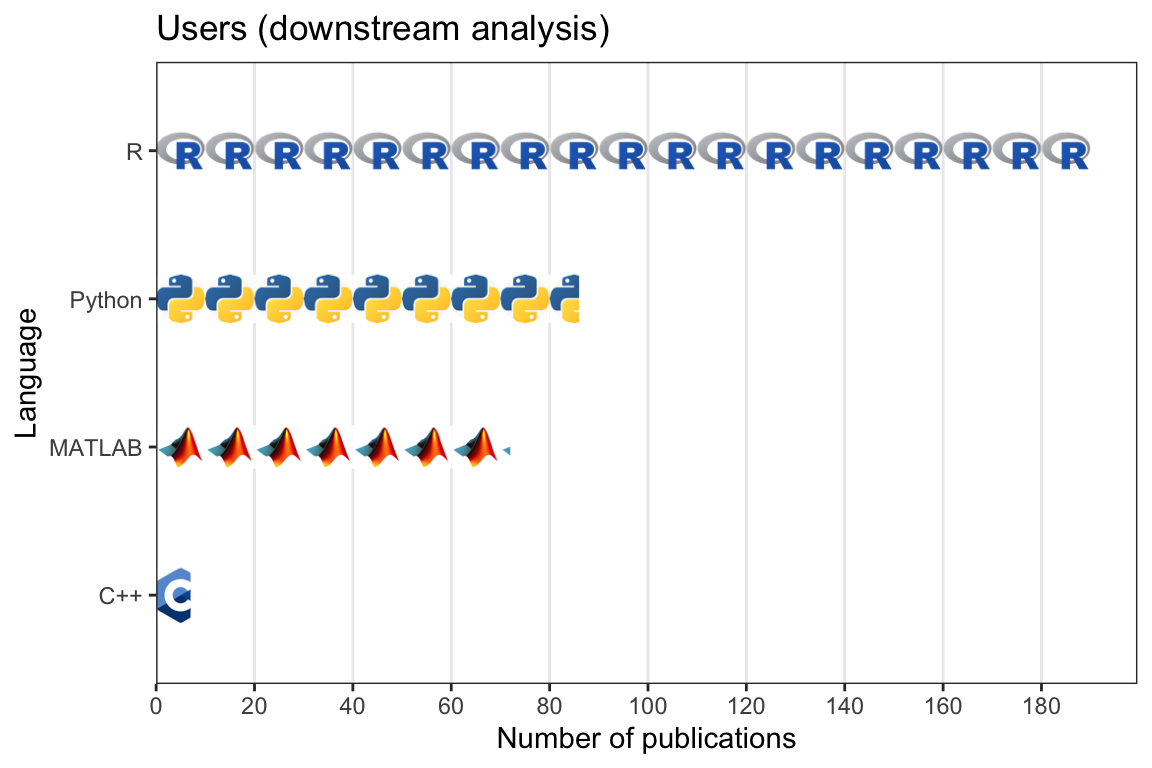 Users (downstream analysis)
R
R R R R R R R R R R R R R R R R R R R
Python
MATLAB
C++
C
Language
0 20 40 60 80 100 120 140 160 180
Number of publications